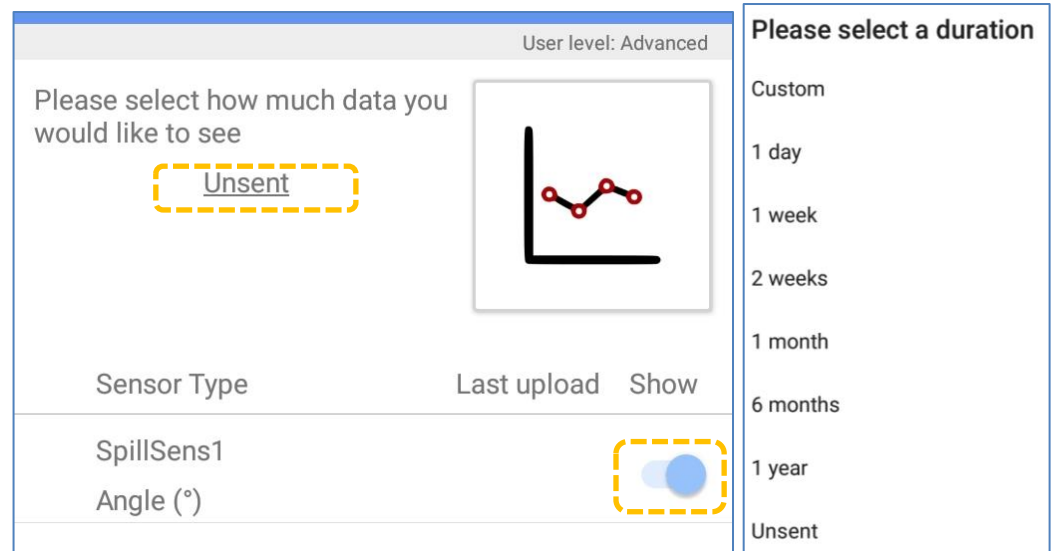 User level: Advanced
Please select how much data you
would like to see
Unsent
Sensor Type Last upload Show
SpillSens1
Angle (°)
Please select a duration
Custom
1 day
1 week
2 weeks
1 month
6 months
1 year
Unsent